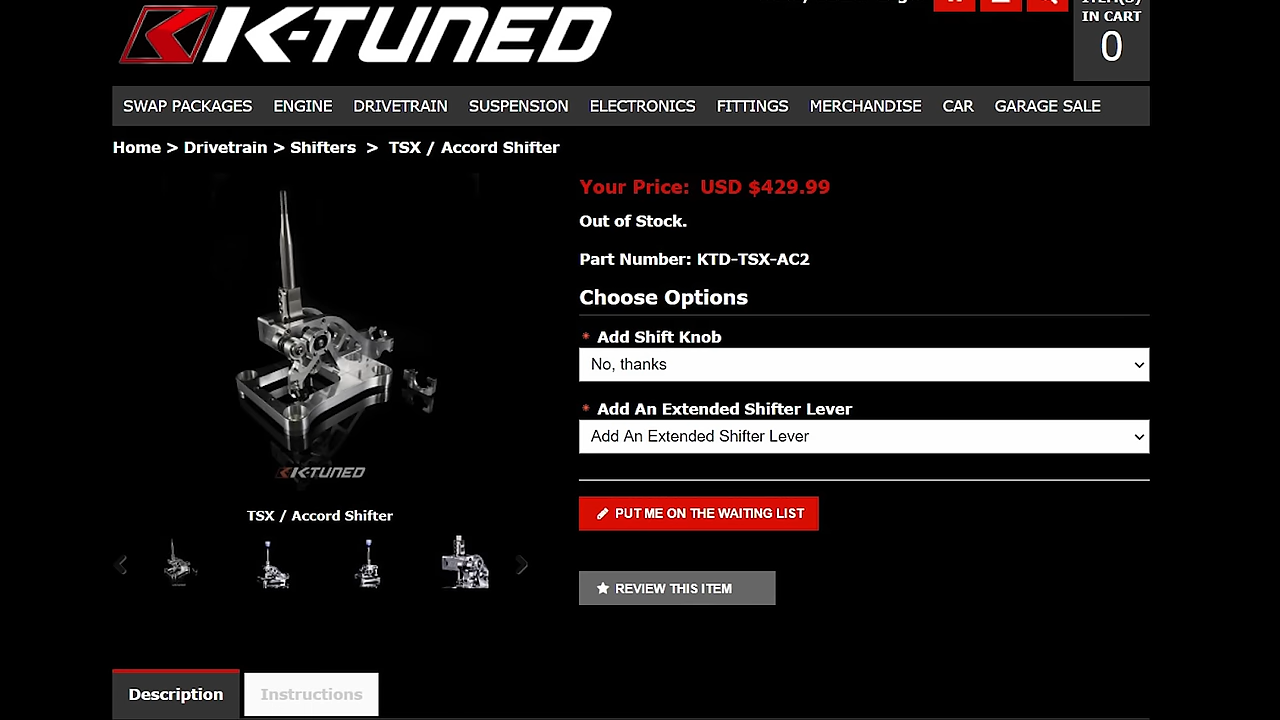 K-TUNED
IN CART
0
SWAP PACKAGES ENGINE DRIVETRAIN SUSPENSION ELECTRONICS FITTINGS MERCHANDISE CAR GARAGE SALE
Home > Drivetrain > Shifters > TSX / Accord Shifter
Your Price: USD $429.99
Out of Stock.
Part Number: KTD-TSX-AC2
Choose Options
* Add Shift Knob
No, thanks
* Add An Extended Shifter Lever
Add An Extended Shifter Lever
K-TUNED
TSX / Accord Shifter
PUT ME ON THE WAITING LIST
REVIEW THIS ITEM
Description Instructions